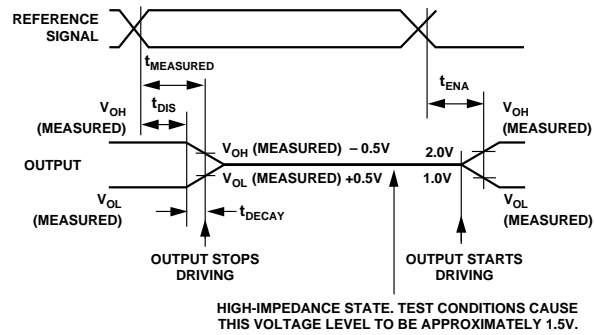 REFERENCE
SIGNAL
tMEASURED
tENA
tDIS
VOH
(MEASURED)
VOH
(MEASURED)
VOH (MEASURED) – 0.5V
2.0V
OUTPUT
VOL (MEASURED) +0.5V
1.0V
VOL
(MEASURED)
tDECAY
VOL
(MEASURED)
OUTPUT STOPS
DRIVING
OUTPUT STARTS
DRIVING
HIGH-IMPEDANCE STATE. TEST CONDITIONS CAUSE
THIS VOLTAGE LEVEL TO BE APPROXIMATELY 1.5V.